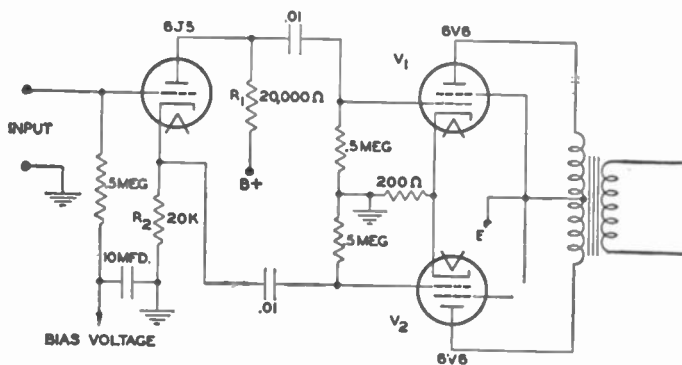 6J5
.01
6V6
V1
R1 20,000Ω
INPUT
.5MEG
.5MEG
200Ω
B+
R2 20K
E
.5MEG
10MFD.
.01
V2
BIAS VOLTAGE
6V6